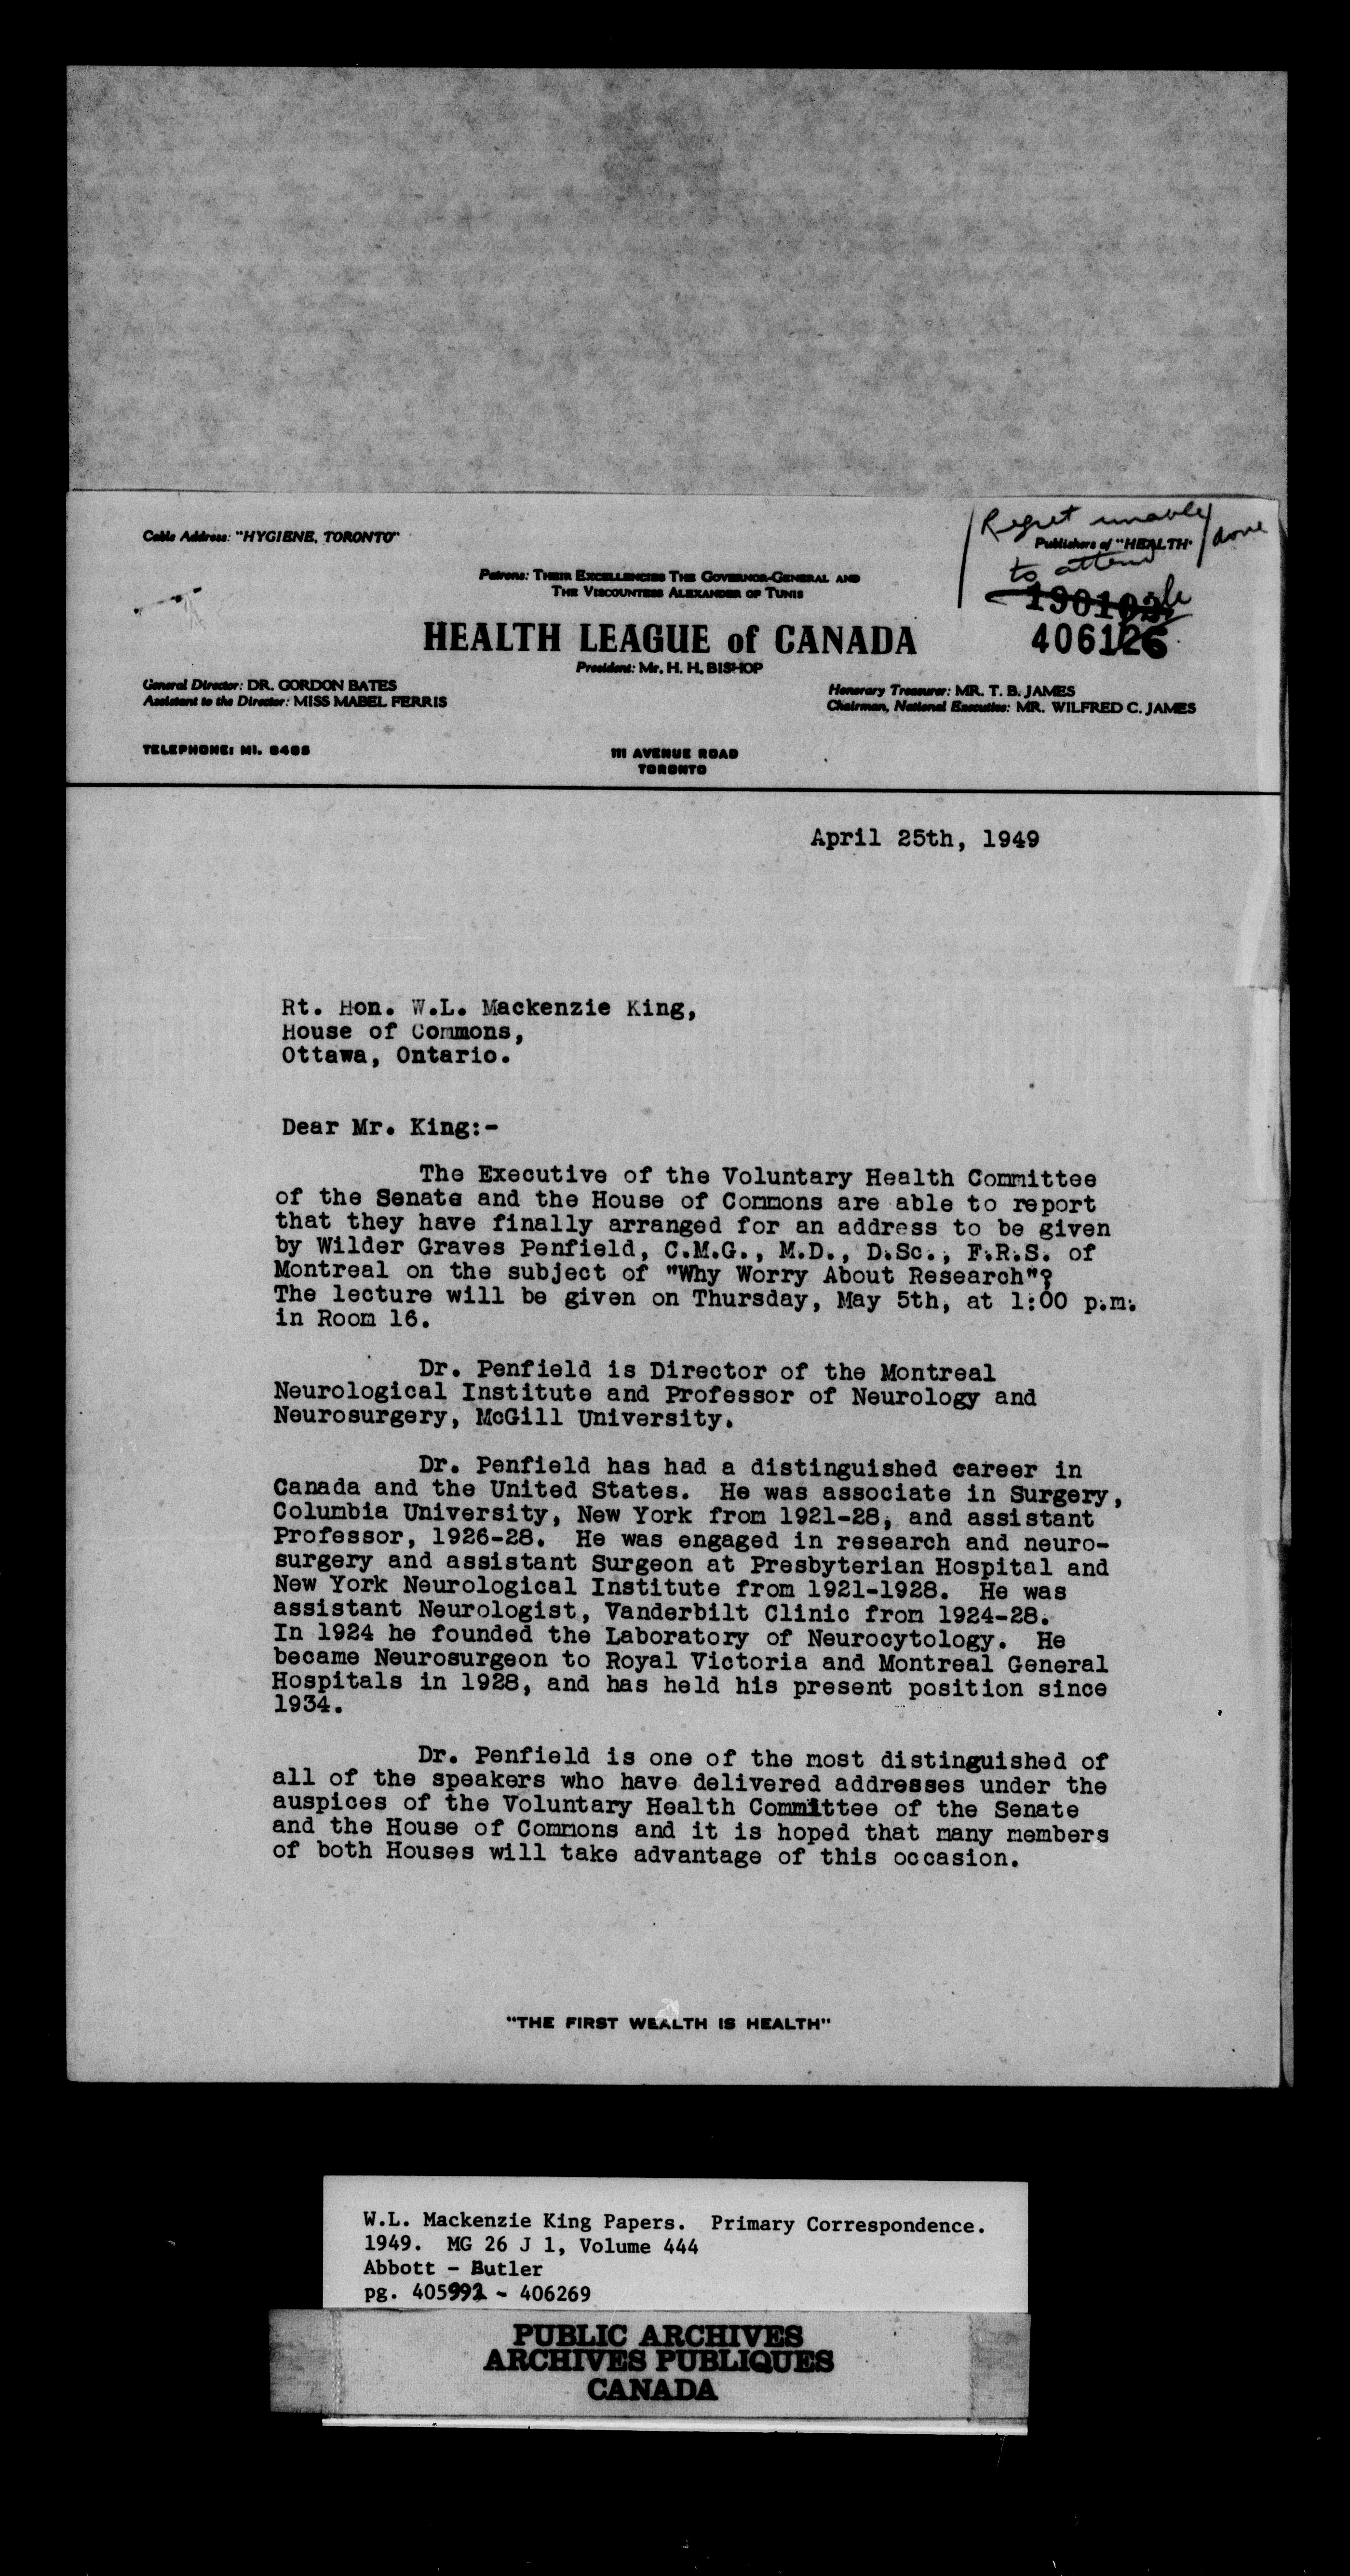 Cable Address: "HYGIENE, TORONTO"
Regret unable
to attend
done
Publishers of "HEALTH"
Patrons: THEIR EXCELLENCIES THE GOVERNOR-GENERAL AND
THE VISCOUNTESS ALEXANDER OF TUNIS
406126
HEALTH LEAGUE of CANADA
President: Mr. H. H. BISHOP
General Director: DR. GORDON BATES
Assistant to the Director: MISS MABEL FERRIS
Honorary Treasurer: MR. T. B. JAMES
Chairman, National Executive: MR. WILFRED C. JAMES
TELEPHONE: MI.
111 AVENUE ROAD
TORONTO
April 25th, 1949
Rt. Hon. W.L. Mackenzie King,
House of Commons,
Ottawa, Ontario.
Dear Mr. King:-
The Executive of the Voluntary Health Committee
of the Senate and the House of Commons are able to report
that they have finally arranged for an address to be given
by Wilder Graves Penfield, C.M.G., M.D., D.Sc., F.R.S. of
Montreal on the subject of "Why Worry About Research"?
The lecture will be given on Thursday, May 5th, at 1:00 p.m.
in Room 16.
Dr. Penfield is Director of the Montreal
Neurological Institute and Professor of Neurology and
Neurosurgery, McGill University.
Dr. Penfield has had a distinguished career in
Canada and the United States. He was associate in Surgery,
Columbia University, New York from 1921-28, and assistant
Professor, 1926-28. He was engaged in research and neuro-
surgery and assistant Surgeon at Presbyterian Hospital and
New York Neurological Institute from 1921-1928. He was
assistant Neurologist, Vanderbilt Clinic from 1924-28.
In 1924 he founded the Laboratory of Neurocytology. He
became Neurosurgeon to Royal Victoria and Montreal General
Hospitals in 1928, and has held his present position since
1934.
Dr. Penfield is one of the most distinguished of
all of the speakers who have delivered addresses under the
auspices of the Voluntary Health Committee of the Senate
and the House of Commons and it is hoped that many members
of both Houses will take advantage of this occasion.
"THE FIRST WEALTH IS HEALTH"
W.L. Mackenzie King Papers. Primary Correspondence.
1949. MG 26 J 1, Volume 444
Abbott - Butler
pg. 405992 - 406269
PUBLIC ARCHIVES
ARCHIVES PUBLIQUES
CANADA